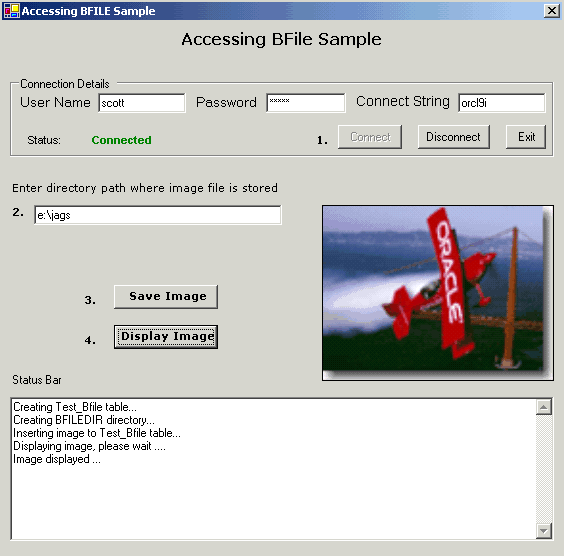 Accessing BFILE Sample
Accessing BFile Sample
Connection Details
User Name scott Password ***** Connect String orcl9i
Status: Connected 1. Connect Disconnect Exit
Enter directory path where image file is stored
2. e:\jags
ORACLE
3. Save Image
4. Display Image
Status Bar
Creating Test_Bfile table...
Creating BFILEDIR directory...
Inserting image to Test_Bfile table...
Displaying image, please wait ....
Image displayed ...